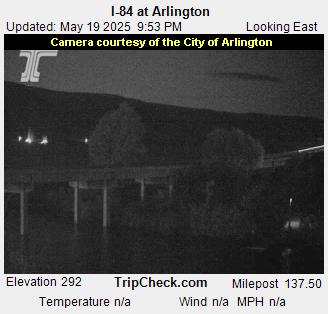 I-84 at Arlington
Updated: May 19 2025 9:53 PM Looking East
Camera courtesy of the City of Arlington
Elevation 292 TripCheck.com Milepost 137.50
Temperature n/a Wind n/a MPH n/a